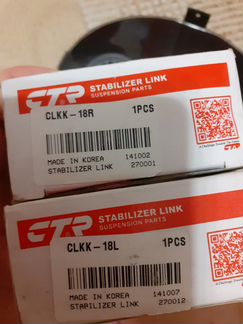 CTR STABILIZER LINK
SUSPENSION PARTS
CLKK-18R 1PCS
MADE IN KOREA 141002
STABILIZER LINK 270001
CTR STABILIZER LINK
SUSPENSION PARTS
CLKK-18L 1PCS
MADE IN KOREA 141007
STABILIZER LINK 270012